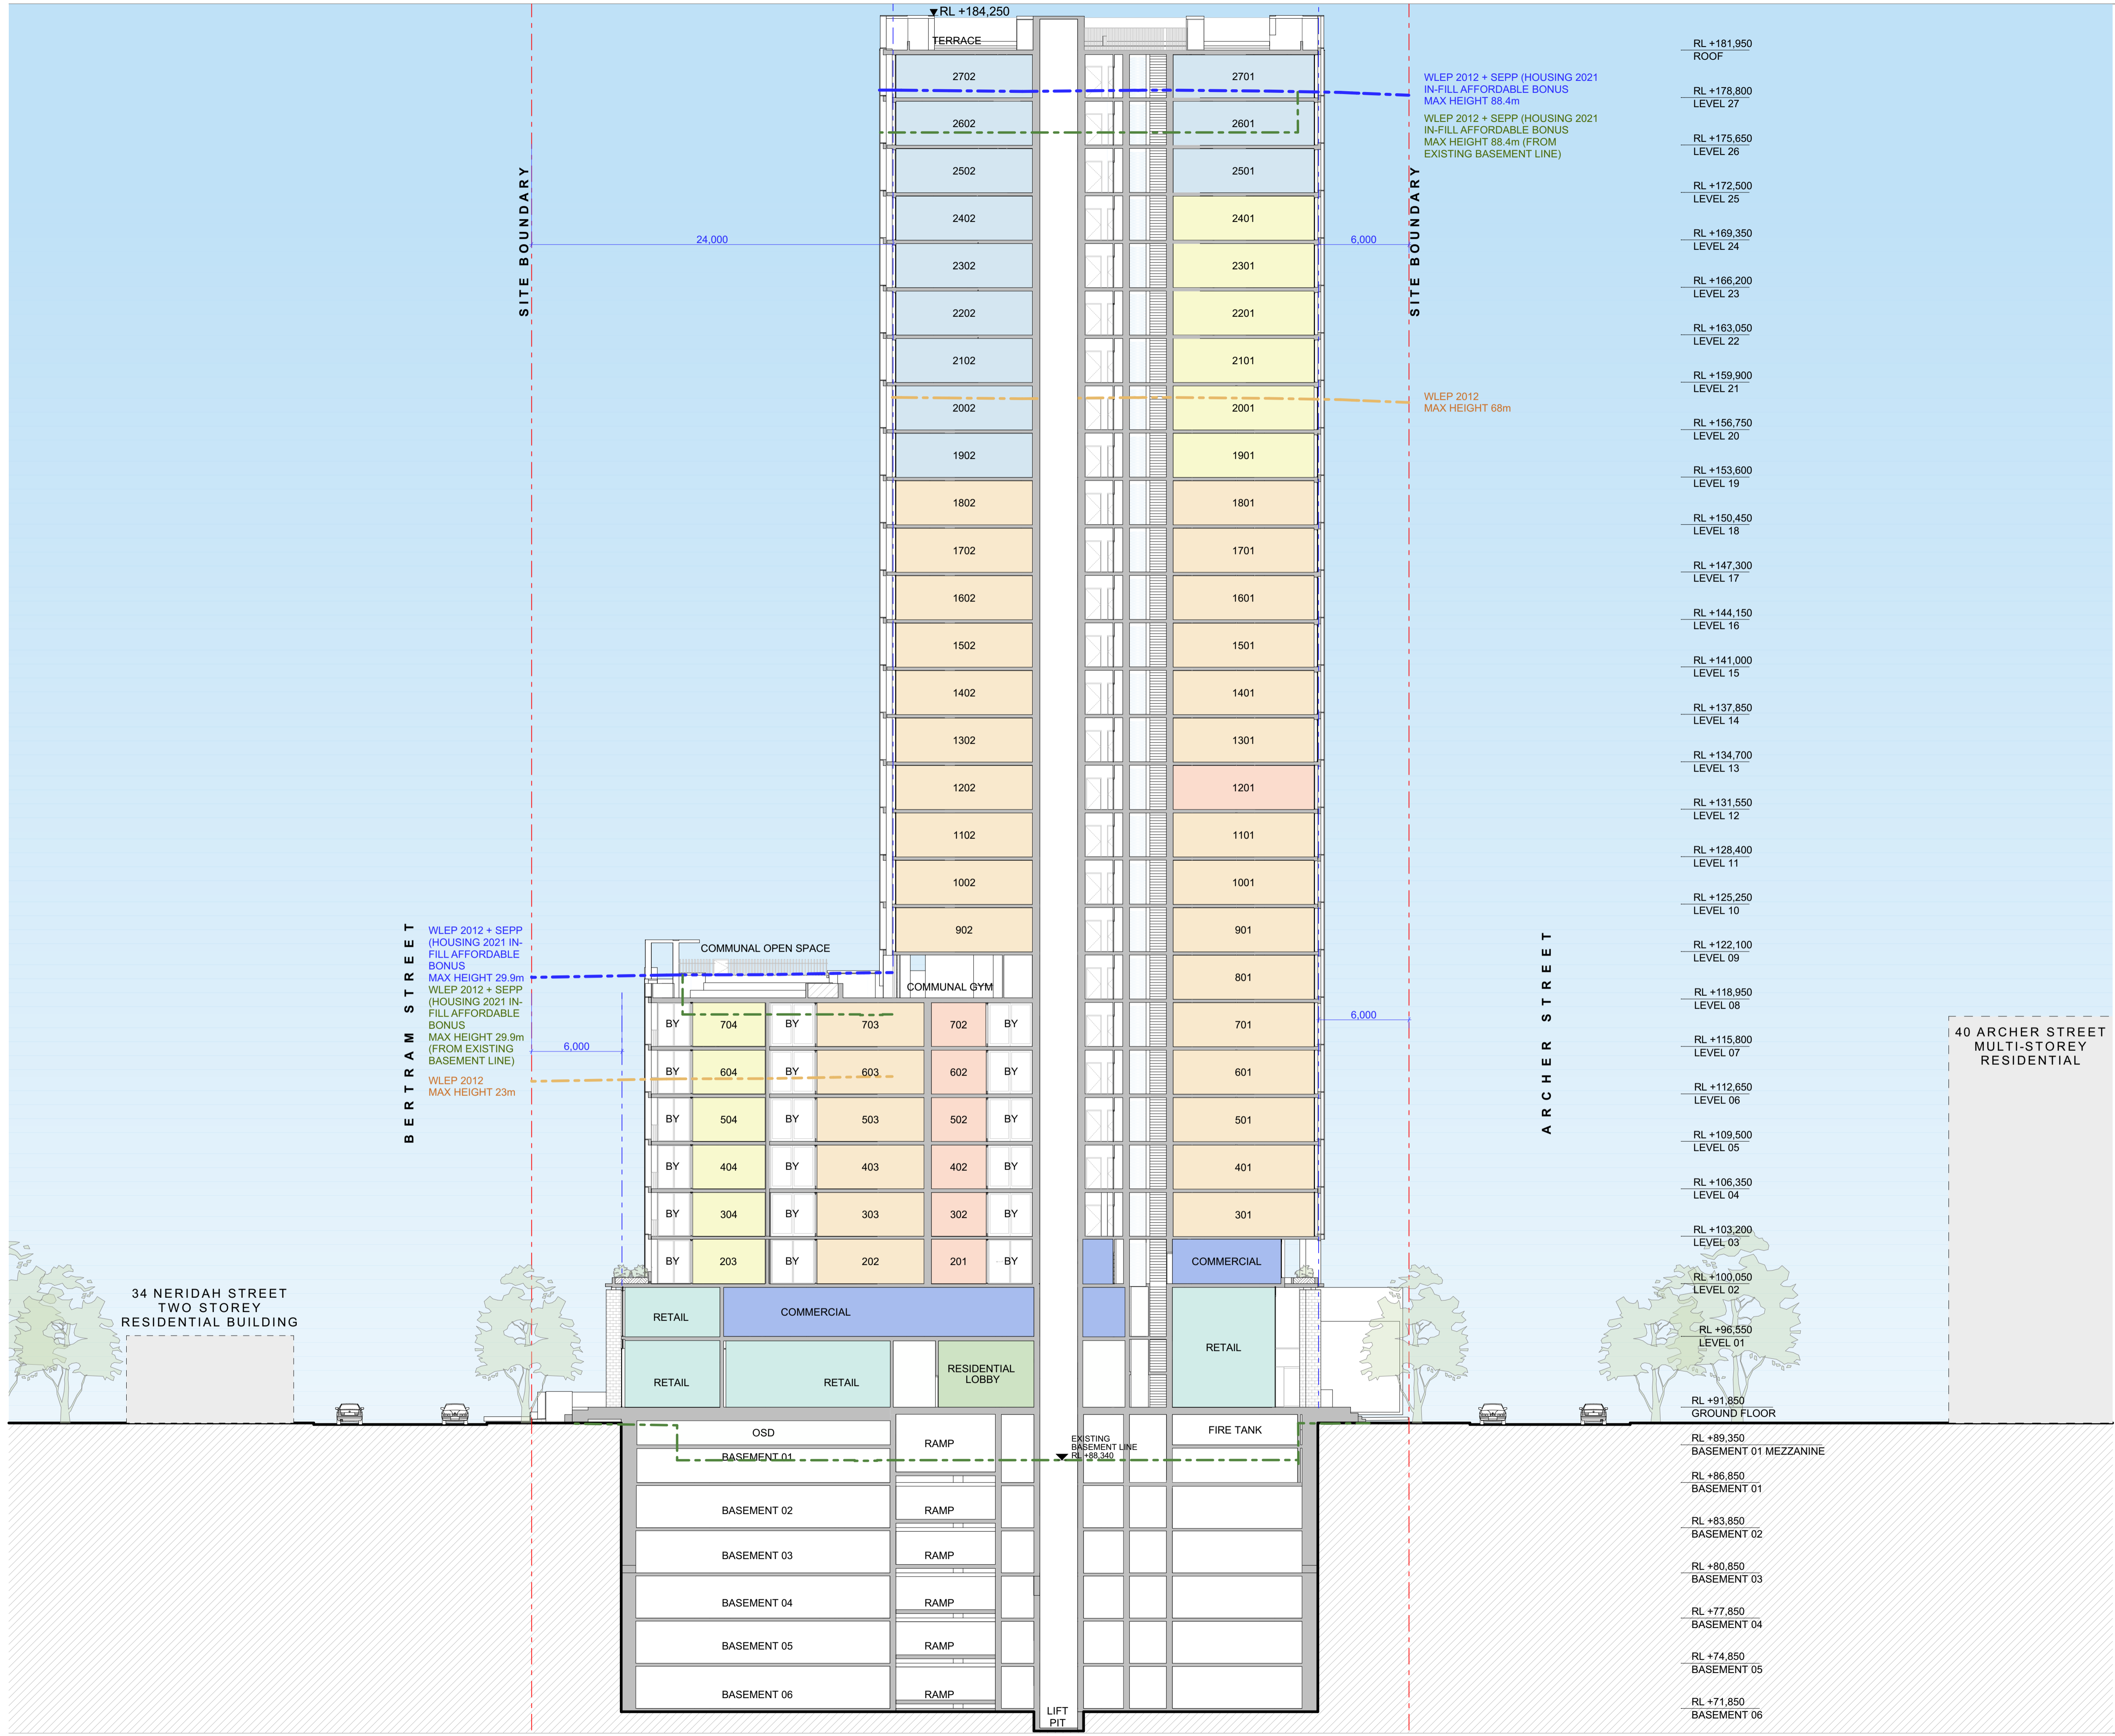 RL +184,250
TERRACE
RL +181,950
ROOF
2702
2701
WLEP 2012 + SEPP (HOUSING 2021
IN-FILL AFFORDABLE BONUS
MAX HEIGHT 88.4m
RL +178,800
LEVEL 27
2602
2601
WLEP 2012 + SEPP (HOUSING 2021
IN-FILL AFFORDABLE BONUS
MAX HEIGHT 88.4m (FROM
EXISTING BASEMENT LINE)
RL +175,650
LEVEL 26
2502
2501
SITE BOUNDARY
SITE BOUNDARY
RL +172,500
LEVEL 25
2402
2401
24,000
6,000
RL +169,350
LEVEL 24
2302
2301
RL +166,200
LEVEL 23
2202
2201
RL +163,050
LEVEL 22
2102
2101
RL +159,900
LEVEL 21
WLEP 2012
MAX HEIGHT 68m
2002
2001
RL +156,750
LEVEL 20
1902
1901
RL +153,600
LEVEL 19
1802
1801
RL +150,450
LEVEL 18
1702
1701
RL +147,300
LEVEL 17
1602
1601
RL +144,150
LEVEL 16
1502
1501
RL +141,000
LEVEL 15
1402
1401
RL +137,850
LEVEL 14
1302
1301
RL +134,700
LEVEL 13
1202
1201
RL +131,550
LEVEL 12
1102
1101
RL +128,400
LEVEL 11
1002
1001
RL +125,250
LEVEL 10
902
901
RL +122,100
LEVEL 09
BERTRAM STREET
WLEP 2012 + SEPP
(HOUSING 2021 IN-
FILL AFFORDABLE
BONUS
MAX HEIGHT 29.9m
WLEP 2012 + SEPP
(HOUSING 2021 IN-
FILL AFFORDABLE
BONUS
MAX HEIGHT 29.9m
(FROM EXISTING
BASEMENT LINE)
WLEP 2012
MAX HEIGHT 23m
COMMUNAL OPEN SPACE
COMMUNAL GYM
801
ARCHER STREET
RL +118,950
LEVEL 08
6,000
6,000
BY
704
BY
703
702
BY
701
40 ARCHER STREET
MULTI-STOREY
RESIDENTIAL
RL +115,800
LEVEL 07
BY
604
BY
603
602
BY
601
RL +112,650
LEVEL 06
BY
504
BY
503
502
BY
501
RL +109,500
LEVEL 05
BY
404
BY
403
402
BY
401
RL +106,350
LEVEL 04
BY
304
BY
303
302
BY
301
RL +103,200
LEVEL 03
BY
203
BY
202
201
BY
COMMERCIAL
RL +100,050
LEVEL 02
34 NERIDAH STREET
TWO STOREY
RESIDENTIAL BUILDING
RETAIL
COMMERCIAL
RETAIL
RL +96,550
LEVEL 01
RETAIL
RETAIL
RESIDENTIAL
LOBBY
RL +91,850
GROUND FLOOR
OSD
RAMP
EXISTING
BASEMENT LINE
RL +88,340
FIRE TANK
RL +89,350
BASEMENT 01 MEZZANINE
BASEMENT 01
RL +86,850
BASEMENT 01
BASEMENT 02
RAMP
RL +83,850
BASEMENT 02
BASEMENT 03
RAMP
RL +80,850
BASEMENT 03
BASEMENT 04
RAMP
RL +77,850
BASEMENT 04
BASEMENT 05
RAMP
RL +74,850
BASEMENT 05
BASEMENT 06
RAMP
RL +71,850
BASEMENT 06
LIFT
PIT